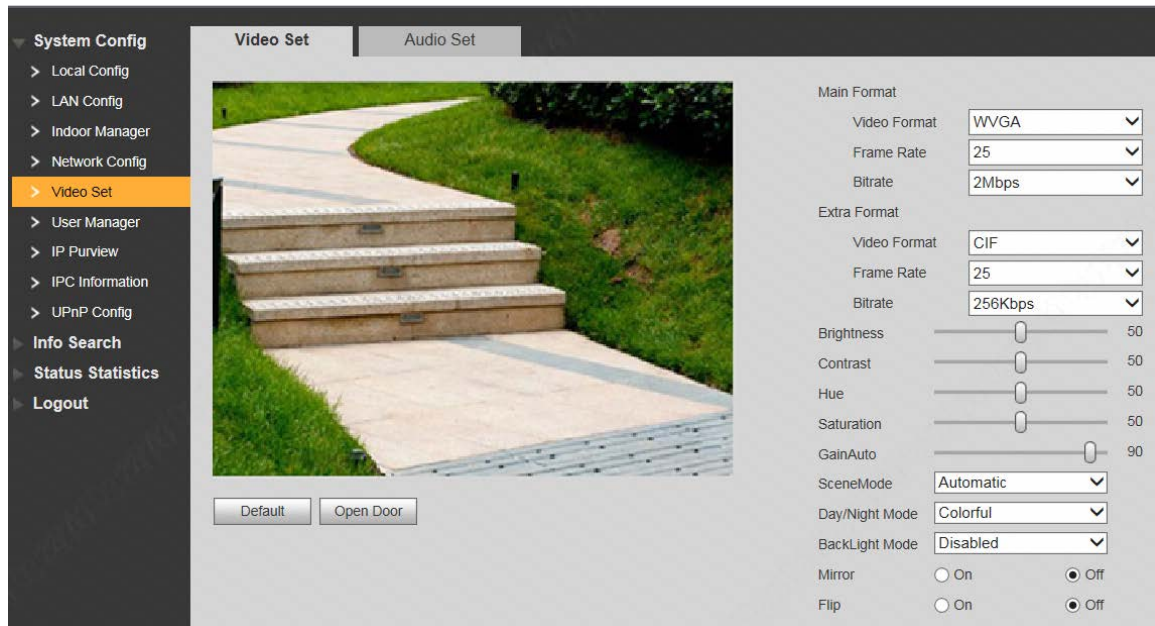 System Config
Local Config
LAN Config
Indoor Manager
Network Config
Video Set
User Manager
IP Purview
IPC Information
UPnP Config
Info Search
Status Statistics
Logout
Video Set Audio Set
Default Open Door
Main Format
Video Format WVGA
Frame Rate 25
Bitrate 2Mbps
Extra Format
Video Format CIF
Frame Rate 25
Bitrate 256Kbps
Brightness 50
Contrast 50
Hue 50
Saturation 50
GainAuto 90
SceneMode Automatic
Day/Night Mode Colorful
BackLight Mode Disabled
Mirror On Off
Flip On Off